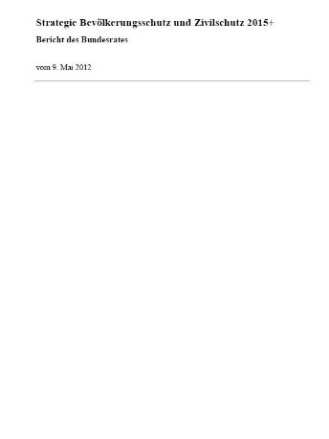 Strategie Bevölkerungsschutz und Zivilschutz 2015+
Bericht des Bundesrates
vom 9. Mai 2012